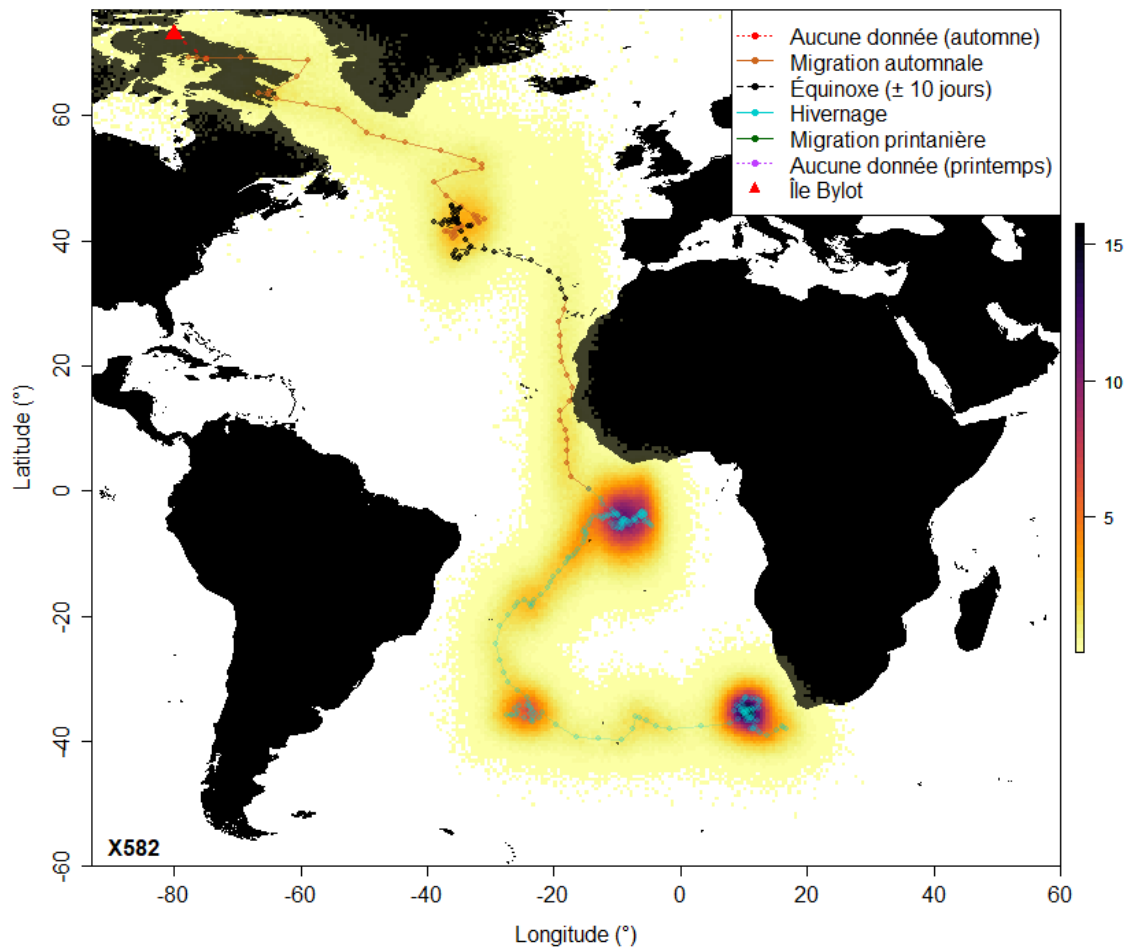 Aucune donnée (automne)
Migration automnale
Équinoxe (± 10 jours)
Hivernage
Migration printanière
Aucune donnée (printemps)
Île Bylot
60
40
20
0
-20
-40
-60
Latitude (°)
15
10
5
X582
-80
-60
-40
-20
0
20
40
60
Longitude (°)